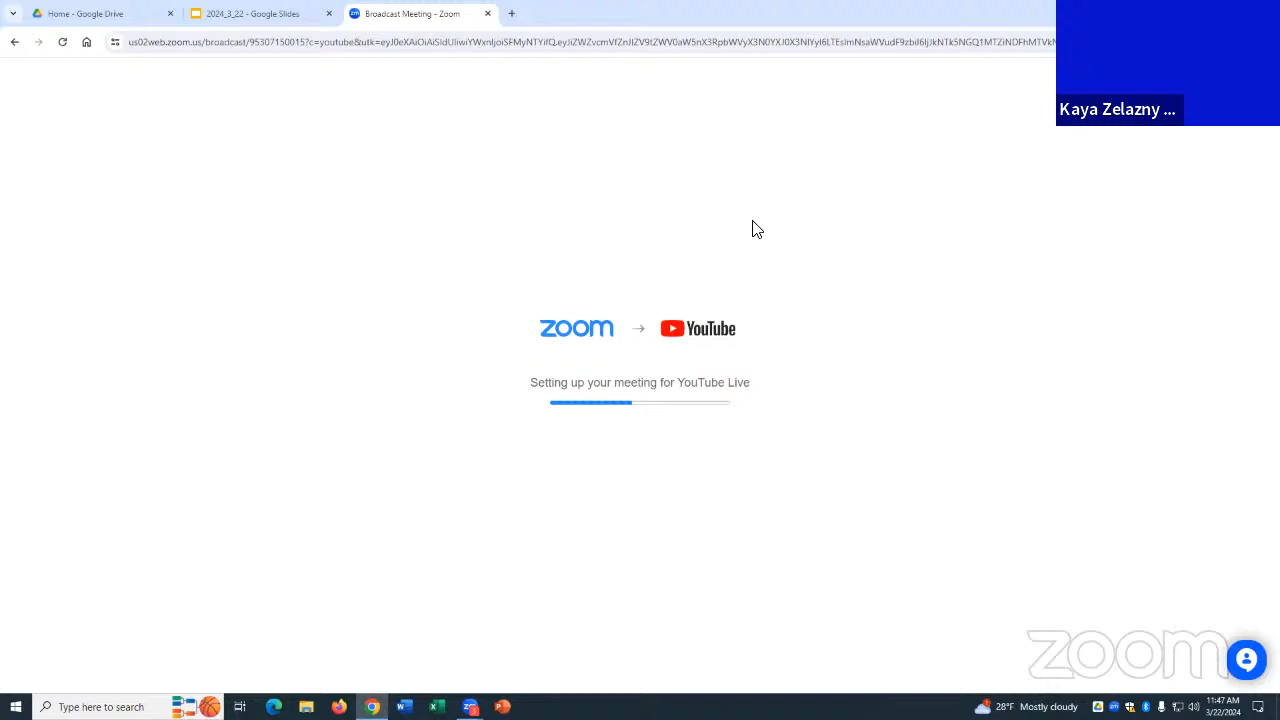 Home - Google Drive
2024_3_22 - Google Slides
Broadcast Meeting - Zoom
Kaya Zelazny ...
zoom → YouTube
Setting up your meeting for YouTube Live
zoom
Type here to search
28°F Mostly cloudy
11:47 AM
3/22/2024